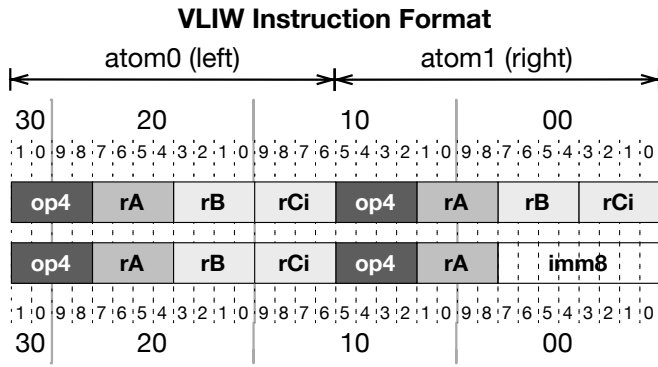 VLIW Instruction Format
atom0 (left) atom1 (right)
30 20 10 00
1 0 9 8 7 6 5 4 3 2 1 0 9 8 7 6 5 4 3 2 1 0 9 8 7 6 5 4 3 2 1 0
op4 rA rB rCi op4 rA rB rCi
op4 rA rB rCi op4 rA imm8
1 0 9 8 7 6 5 4 3 2 1 0 9 8 7 6 5 4 3 2 1 0 9 8 7 6 5 4 3 2 1 0
30 20 10 00